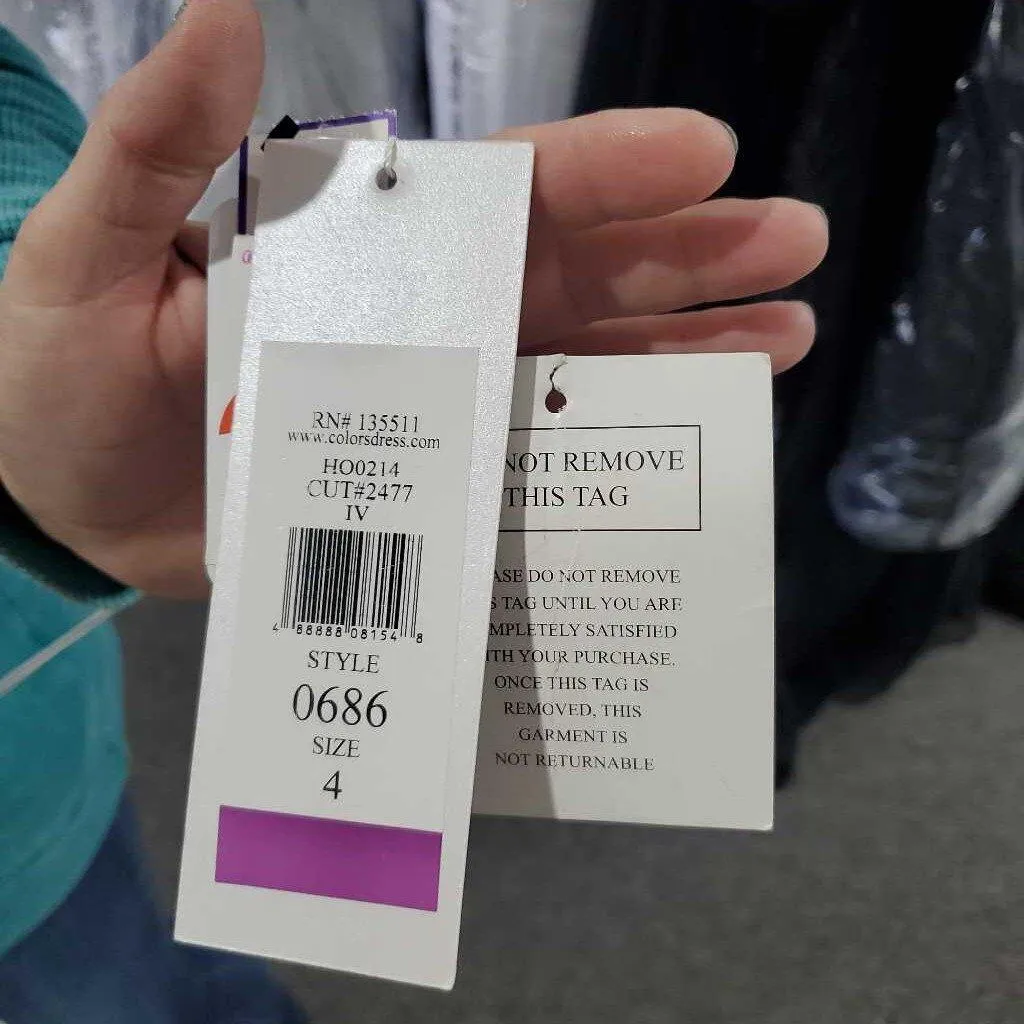 RN# 135511
www.colorsdress.com
HO0214
CUT#2477
IV
4 88888 08154 8
STYLE
0686
SIZE
4
NOT REMOVE
THIS TAG
DO NOT REMOVE
TAG UNTIL YOU ARE
SATISFIED
YOUR PURCHASE.
ONCE THIS TAG IS
REMOVED, THIS
GARMENT IS
NOT RETURNABLE